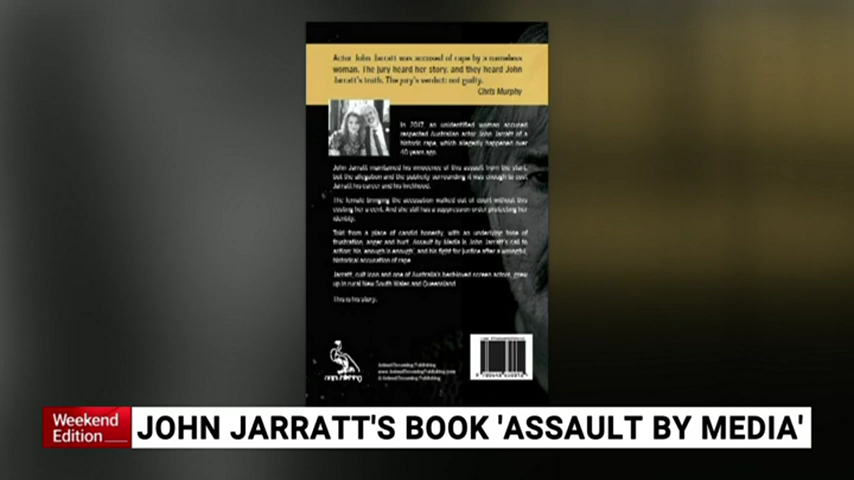 Actor John Jarratt was accused of rape by a nameless
woman. The jury heard her story, and they heard John
Jarratt's truth. The jury's verdict: not guilty.
Chris Murphy
In 2017, an unidentified woman accused
respected Australian actor John Jarratt of a
historic rape, which allegedly happened over
40 years ago.
John Jarratt maintained his innocence of this assault from the start,
but the allegation and the publicity surrounding it was enough to cost
Jarratt his career and his livelihood.
The female bringing the accusation walked out of court without this
costing her a cent. And she still has a suppression order protecting her
identity.
Told from a place of candid honesty, with an underlying tone of
frustration, anger and hurt, Assault by Media is John Jarratt's call to
action: his 'enough is enough', and his fight for justice after a wrongful,
historical accusation of rape.
Jarratt, cult icon and one of Australia's best-loved screen actors, grew
up in rural New South Wales and Queensland.
This is his story.
Animal Dreaming Publishing
www.AnimalDreamingPublishing.com
@AnimalDreamingPublishing
Weekend
Edition
JOHN JARRATT'S BOOK 'ASSAULT BY MEDIA'